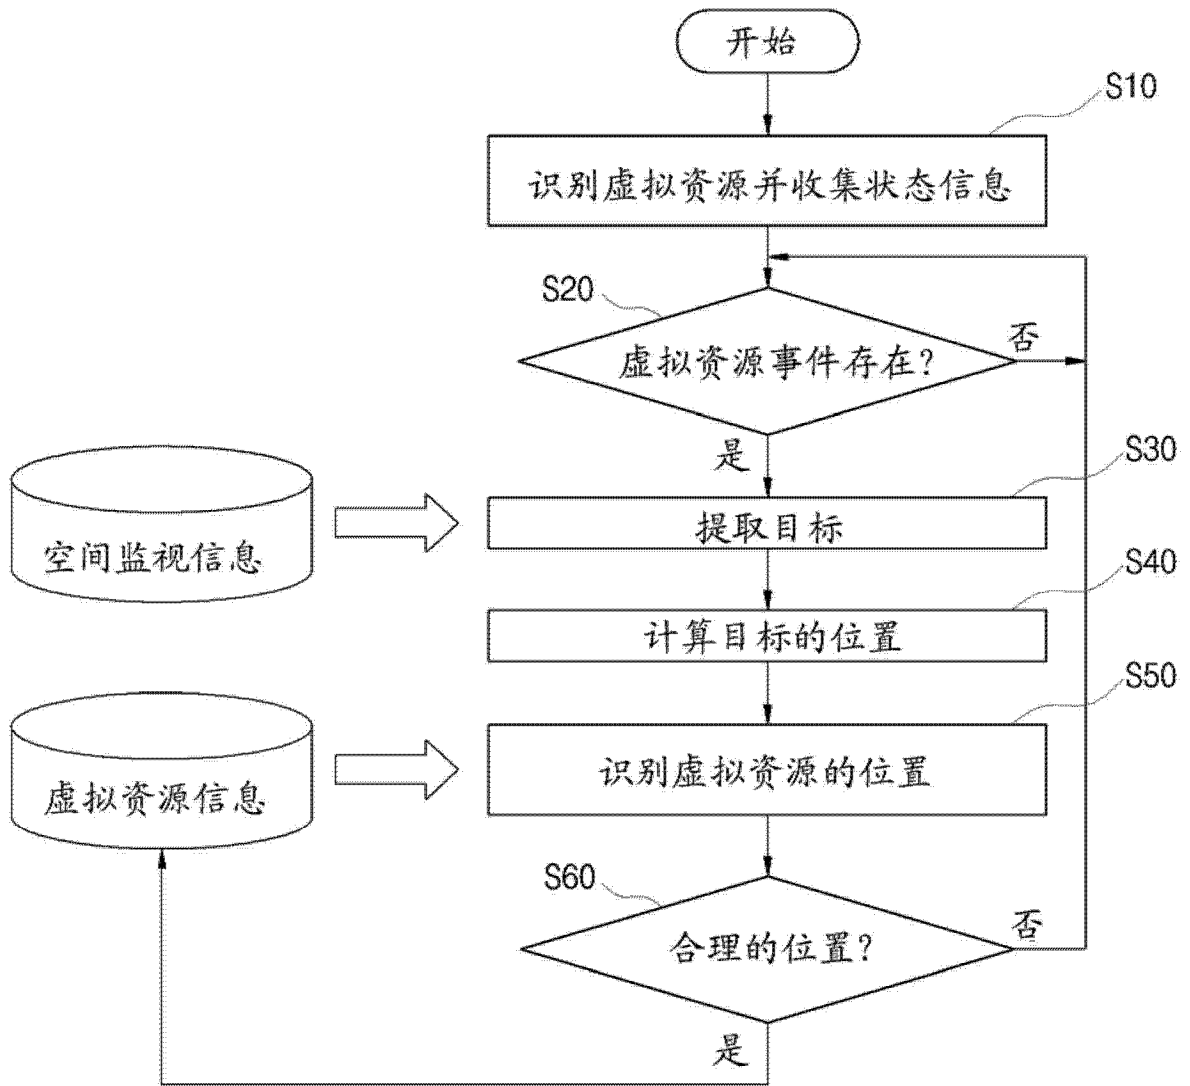 开始
S10
识别虚拟资源并收集状态信息
S20
虚拟资源事件存在?
否
是
S30
提取目标
空间监视信息
S40
计算目标的位置
S50
识别虚拟资源的位置
虚拟资源信息
S60
合理的位置?
否
是